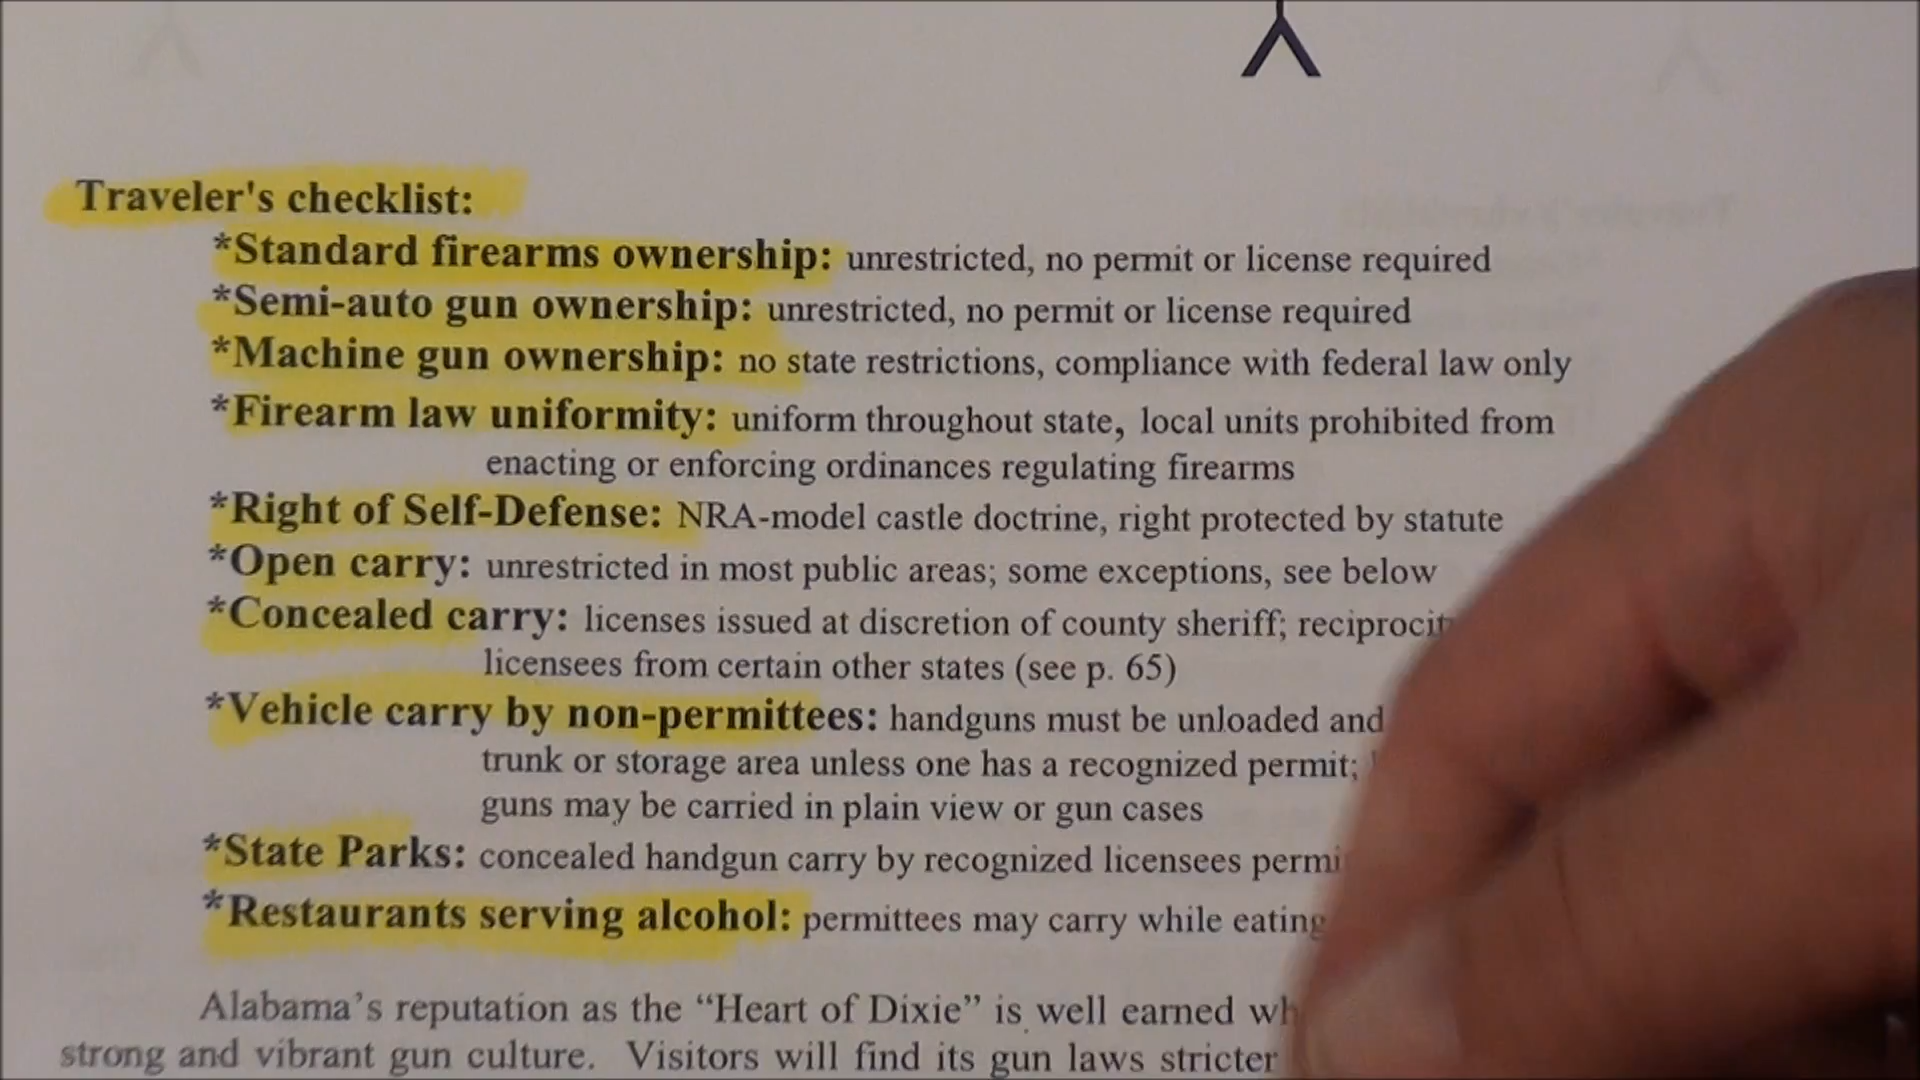 Traveler's checklist:
*Standard firearms ownership: unrestricted, no permit or license required
*Semi-auto gun ownership: unrestricted, no permit or license required
*Machine gun ownership: no state restrictions, compliance with federal law only
*Firearm law uniformity: uniform throughout state, local units prohibited from
enacting or enforcing ordinances regulating firearms
*Right of Self-Defense: NRA-model castle doctrine, right protected by statute
*Open carry: unrestricted in most public areas; some exceptions, see below
*Concealed carry: licenses issued at discretion of county sheriff;
licensees from certain other states (see p. 65)
*Vehicle carry by non-permittees: handguns must be unloaded and
trunk or storage area unless one has a recognized permit;
guns may be carried in plain view or gun cases
*State Parks: concealed handgun carry by recognized licensees
*Restaurants serving alcohol: permittees may carry while eating
Alabama's reputation as the “Heart of Dixie” is well earned
strong and vibrant gun culture. Visitors will find its gun laws stricter